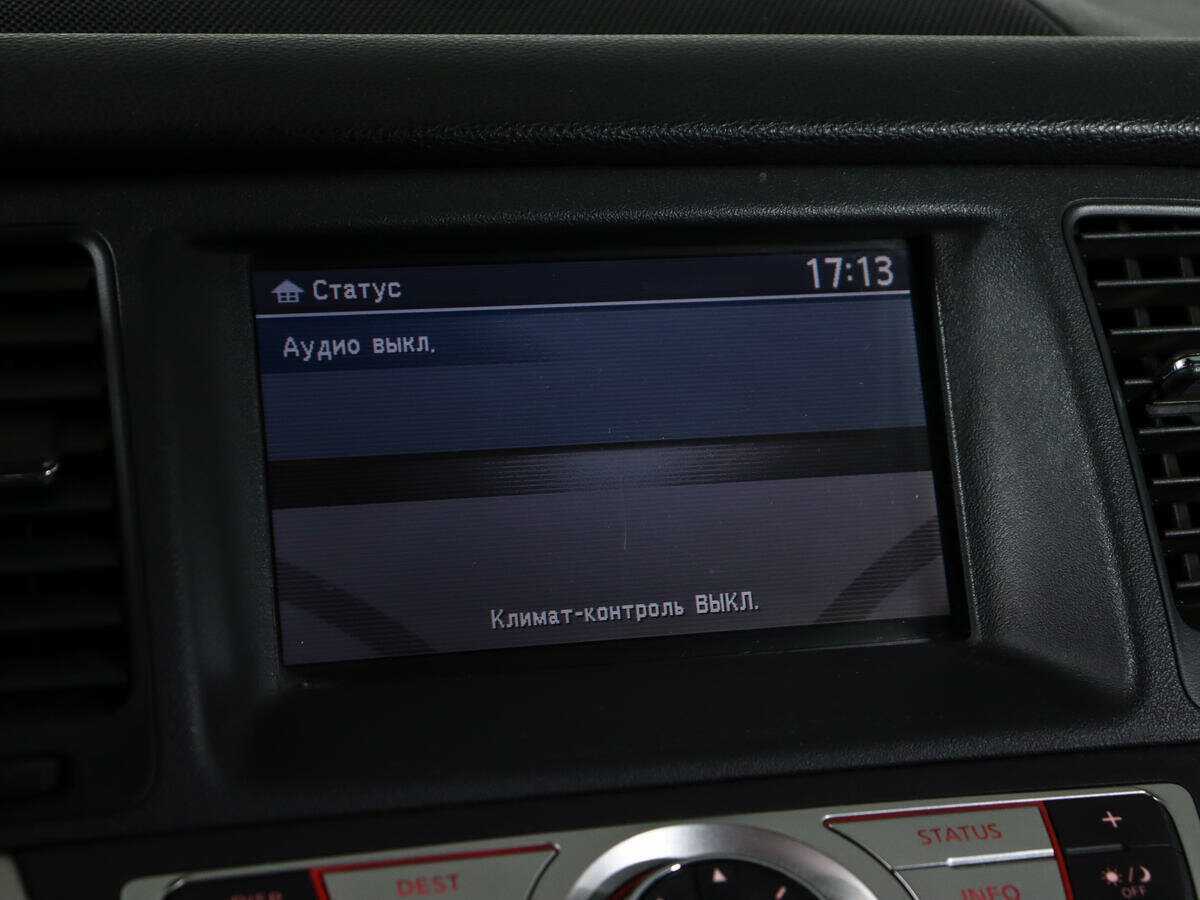 Статус 17:13
Аудио выкл.
Климат-контроль ВЫКЛ.
STATUS +
DEST INFO OFF